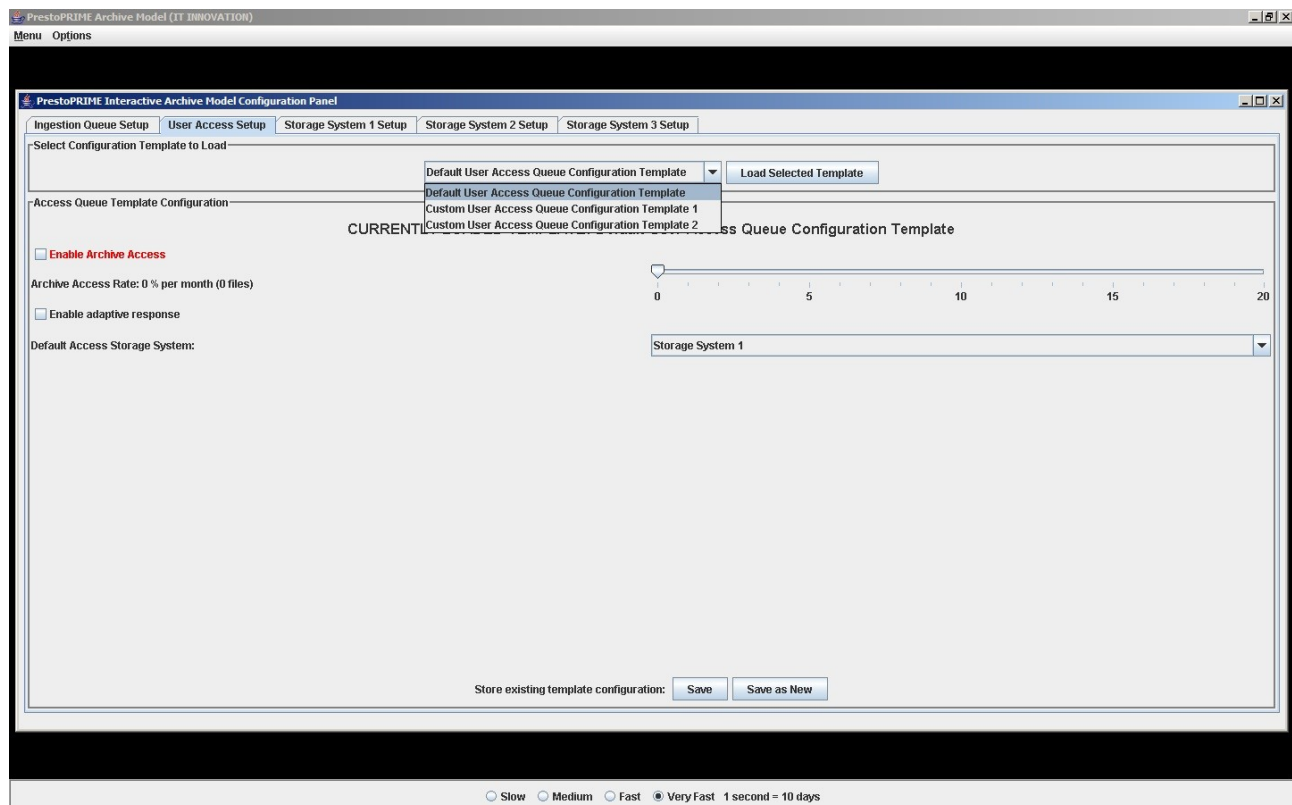 PrestoPRIME Archive Model (IT INNOVATION)
Menu Options
PrestoPRIME Interactive Archive Model Configuration Panel
Ingestion Queue Setup User Access Setup Storage System 1 Setup Storage System 2 Setup Storage System 3 Setup
Select Configuration Template to Load
Default User Access Queue Configuration Template Load Selected Template
Default User Access Queue Configuration Template
Custom User Access Queue Configuration Template 1
Custom User Access Queue Configuration Template 2
Access Queue Template Configuration
CURRENTL ss Queue Configuration Template
Enable Archive Access
Archive Access Rate: 0 % per month (0 files)
0 5 10 15 20
Enable adaptive response
Default Access Storage System: Storage System 1
Store existing template configuration: Save Save as New
Slow Medium Fast Very Fast 1 second = 10 days